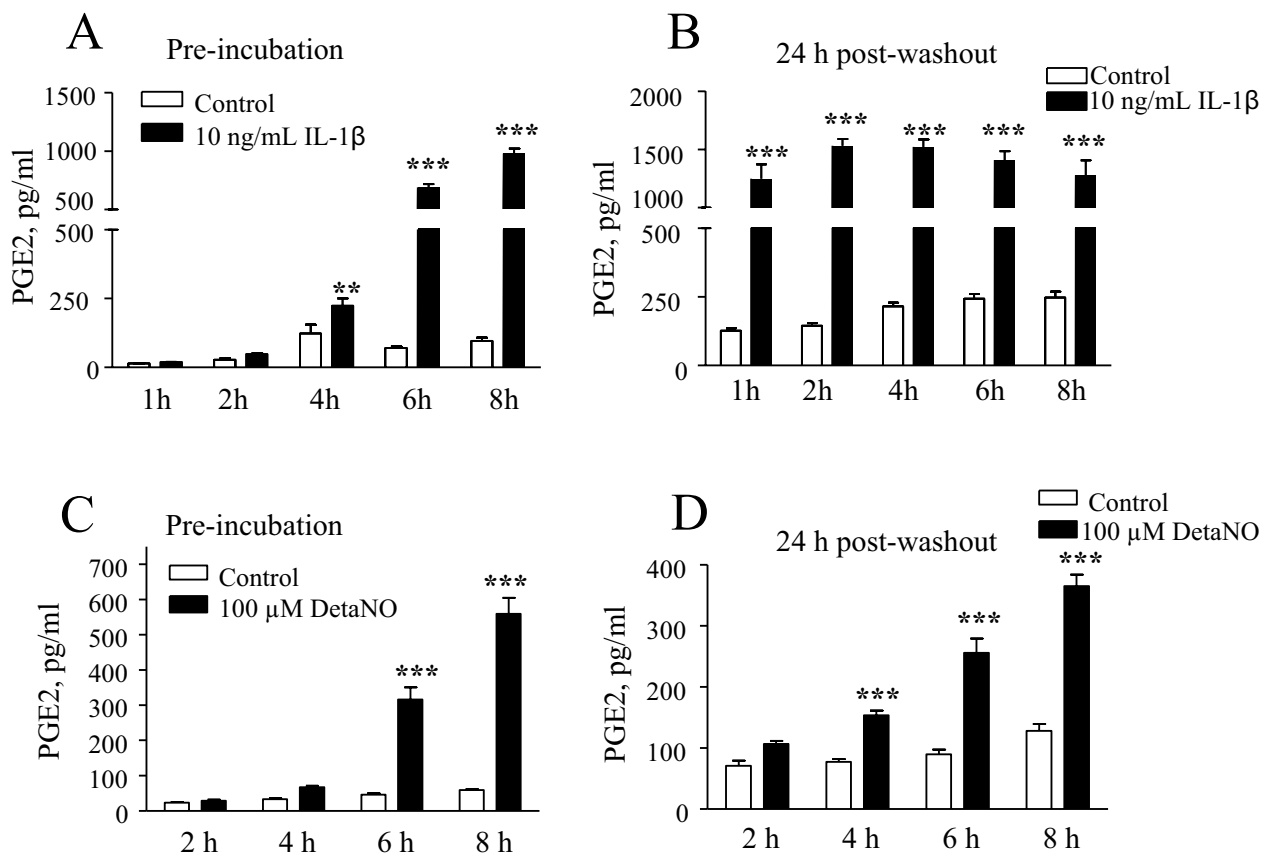 A
Pre-incubation
Control
10 ng/mL IL-1β
PGE2, pg/ml
1500
1000
500
500
250
0
**
***
***
1h 2h 4h 6h 8h
B
24 h post-washout
Control
10 ng/mL IL-1β
PGE2, pg/ml
2000
1500
1000
500
250
0
***
***
***
***
***
1h 2h 4h 6h 8h
C
Pre-incubation
Control
100 µM DetaNO
PGE2, pg/ml
700
600
500
400
300
200
100
0
***
***
2 h 4 h 6 h 8 h
D
24 h post-washout
Control
100 µM DetaNO
PGE2, pg/ml
400
300
200
100
0
***
***
***
2 h 4 h 6 h 8 h